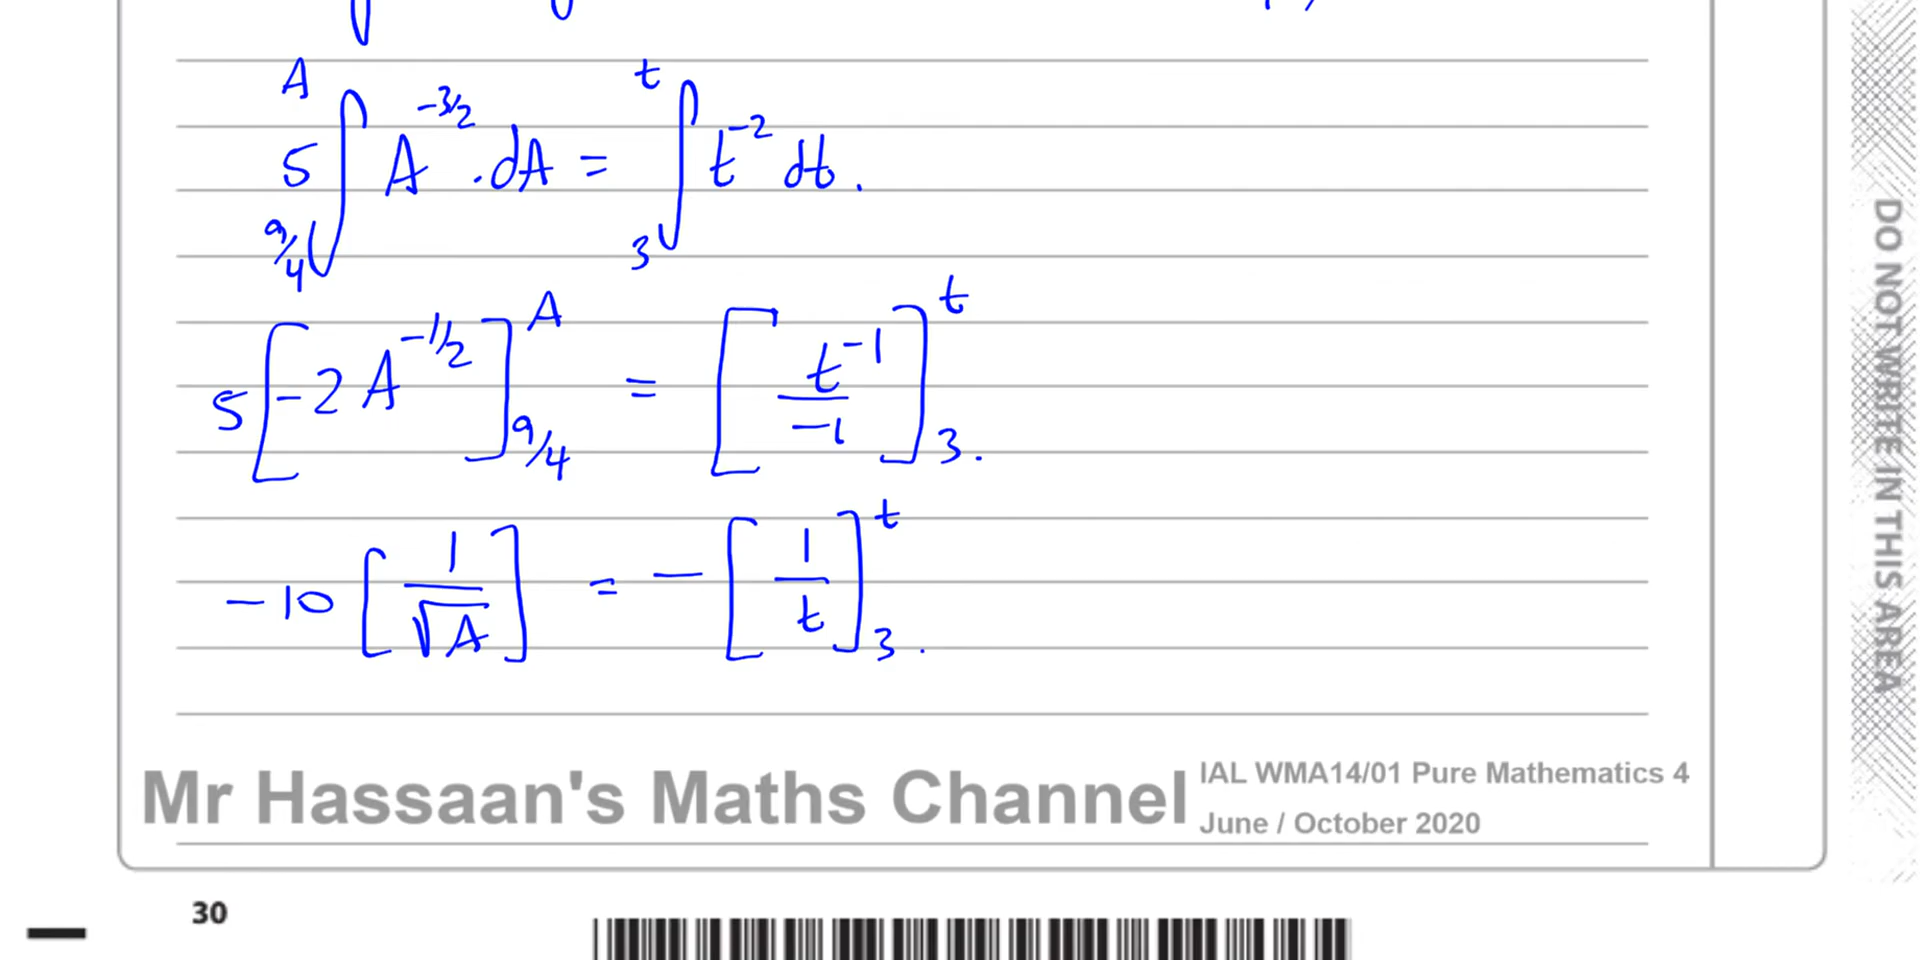 5 ∫_{9/4}^{A} A^{-3/2} . dA = ∫_{3}^{t} t^{-2} dt .
5 [ -2 A^{-1/2} ]_{9/4}^{A} = [ t^{-1} / -1 ]_{3}^{t} .
-10 [ 1 / √A ] = - [ 1 / t ]_{3}^{t} .
Mr Hassaan's Maths Channel
IAL WMA14/01 Pure Mathematics 4
June / October 2020
30
DO NOT WRITE IN THIS AREA